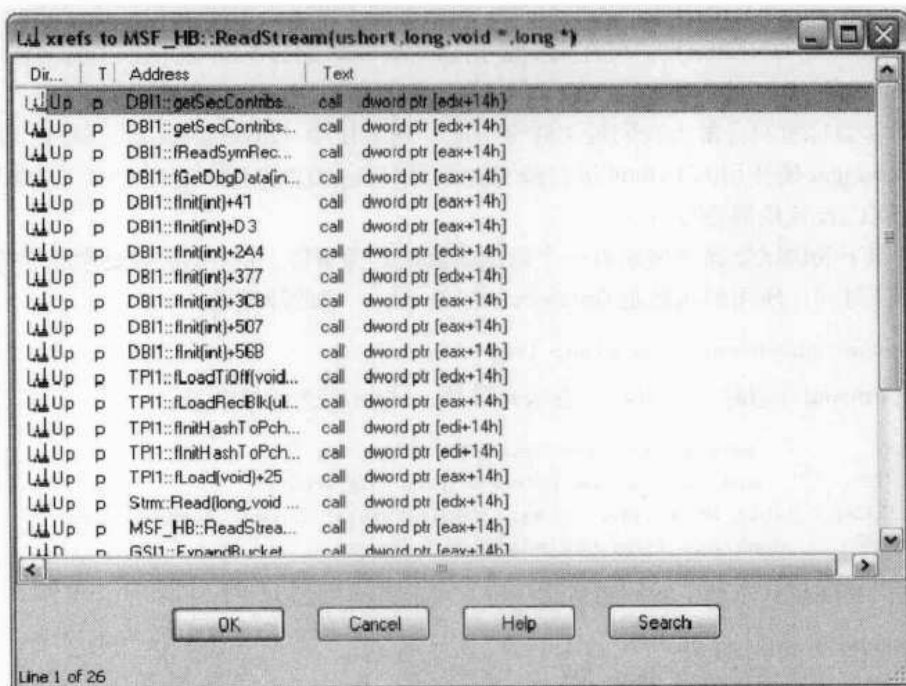 xrefs to MSF_HB::ReadStream(ushort,long,void *,long *)
Dir... T Address Text
Up p DBI1::getSecContribs... call dword ptr [edx+14h]
Up p DBI1::getSecContribs... call dword ptr [edx+14h]
Up p DBI1::fReadSymRec... call dword ptr [eax+14h]
Up p DBI1::fGetDbgData(in... call dword ptr [eax+14h]
Up p DBI1::fInit(int)+41 call dword ptr [eax+14h]
Up p DBI1::fInit(int)+D3 call dword ptr [eax+14h]
Up p DBI1::fInit(int)+2A4 call dword ptr [edx+14h]
Up p DBI1::fInit(int)+377 call dword ptr [edx+14h]
Up p DBI1::fInit(int)+3CB call dword ptr [eax+14h]
Up p DBI1::fInit(int)+507 call dword ptr [eax+14h]
Up p DBI1::fInit(int)+56B call dword ptr [eax+14h]
Up p TPI1::fLoadTiOff(void... call dword ptr [edx+14h]
Up p TPI1::fLoadRecBlk(ul... call dword ptr [edx+14h]
Up p TPI1::fInitHashToPch... call dword ptr [edi+14h]
Up p TPI1::fInitHashToPch... call dword ptr [edi+14h]
Up p TPI1::fLoad(void)+25 call dword ptr [eax+14h]
Up p Strm::Read(long,void ... call dword ptr [edx+14h]
Up p MSF_HB::ReadStrea... call dword ptr [eax+14h]
D... p GSI1::ExpandBucket... call dword ptr [eax+14h]
OK Cancel Help Search
Line 1 of 26